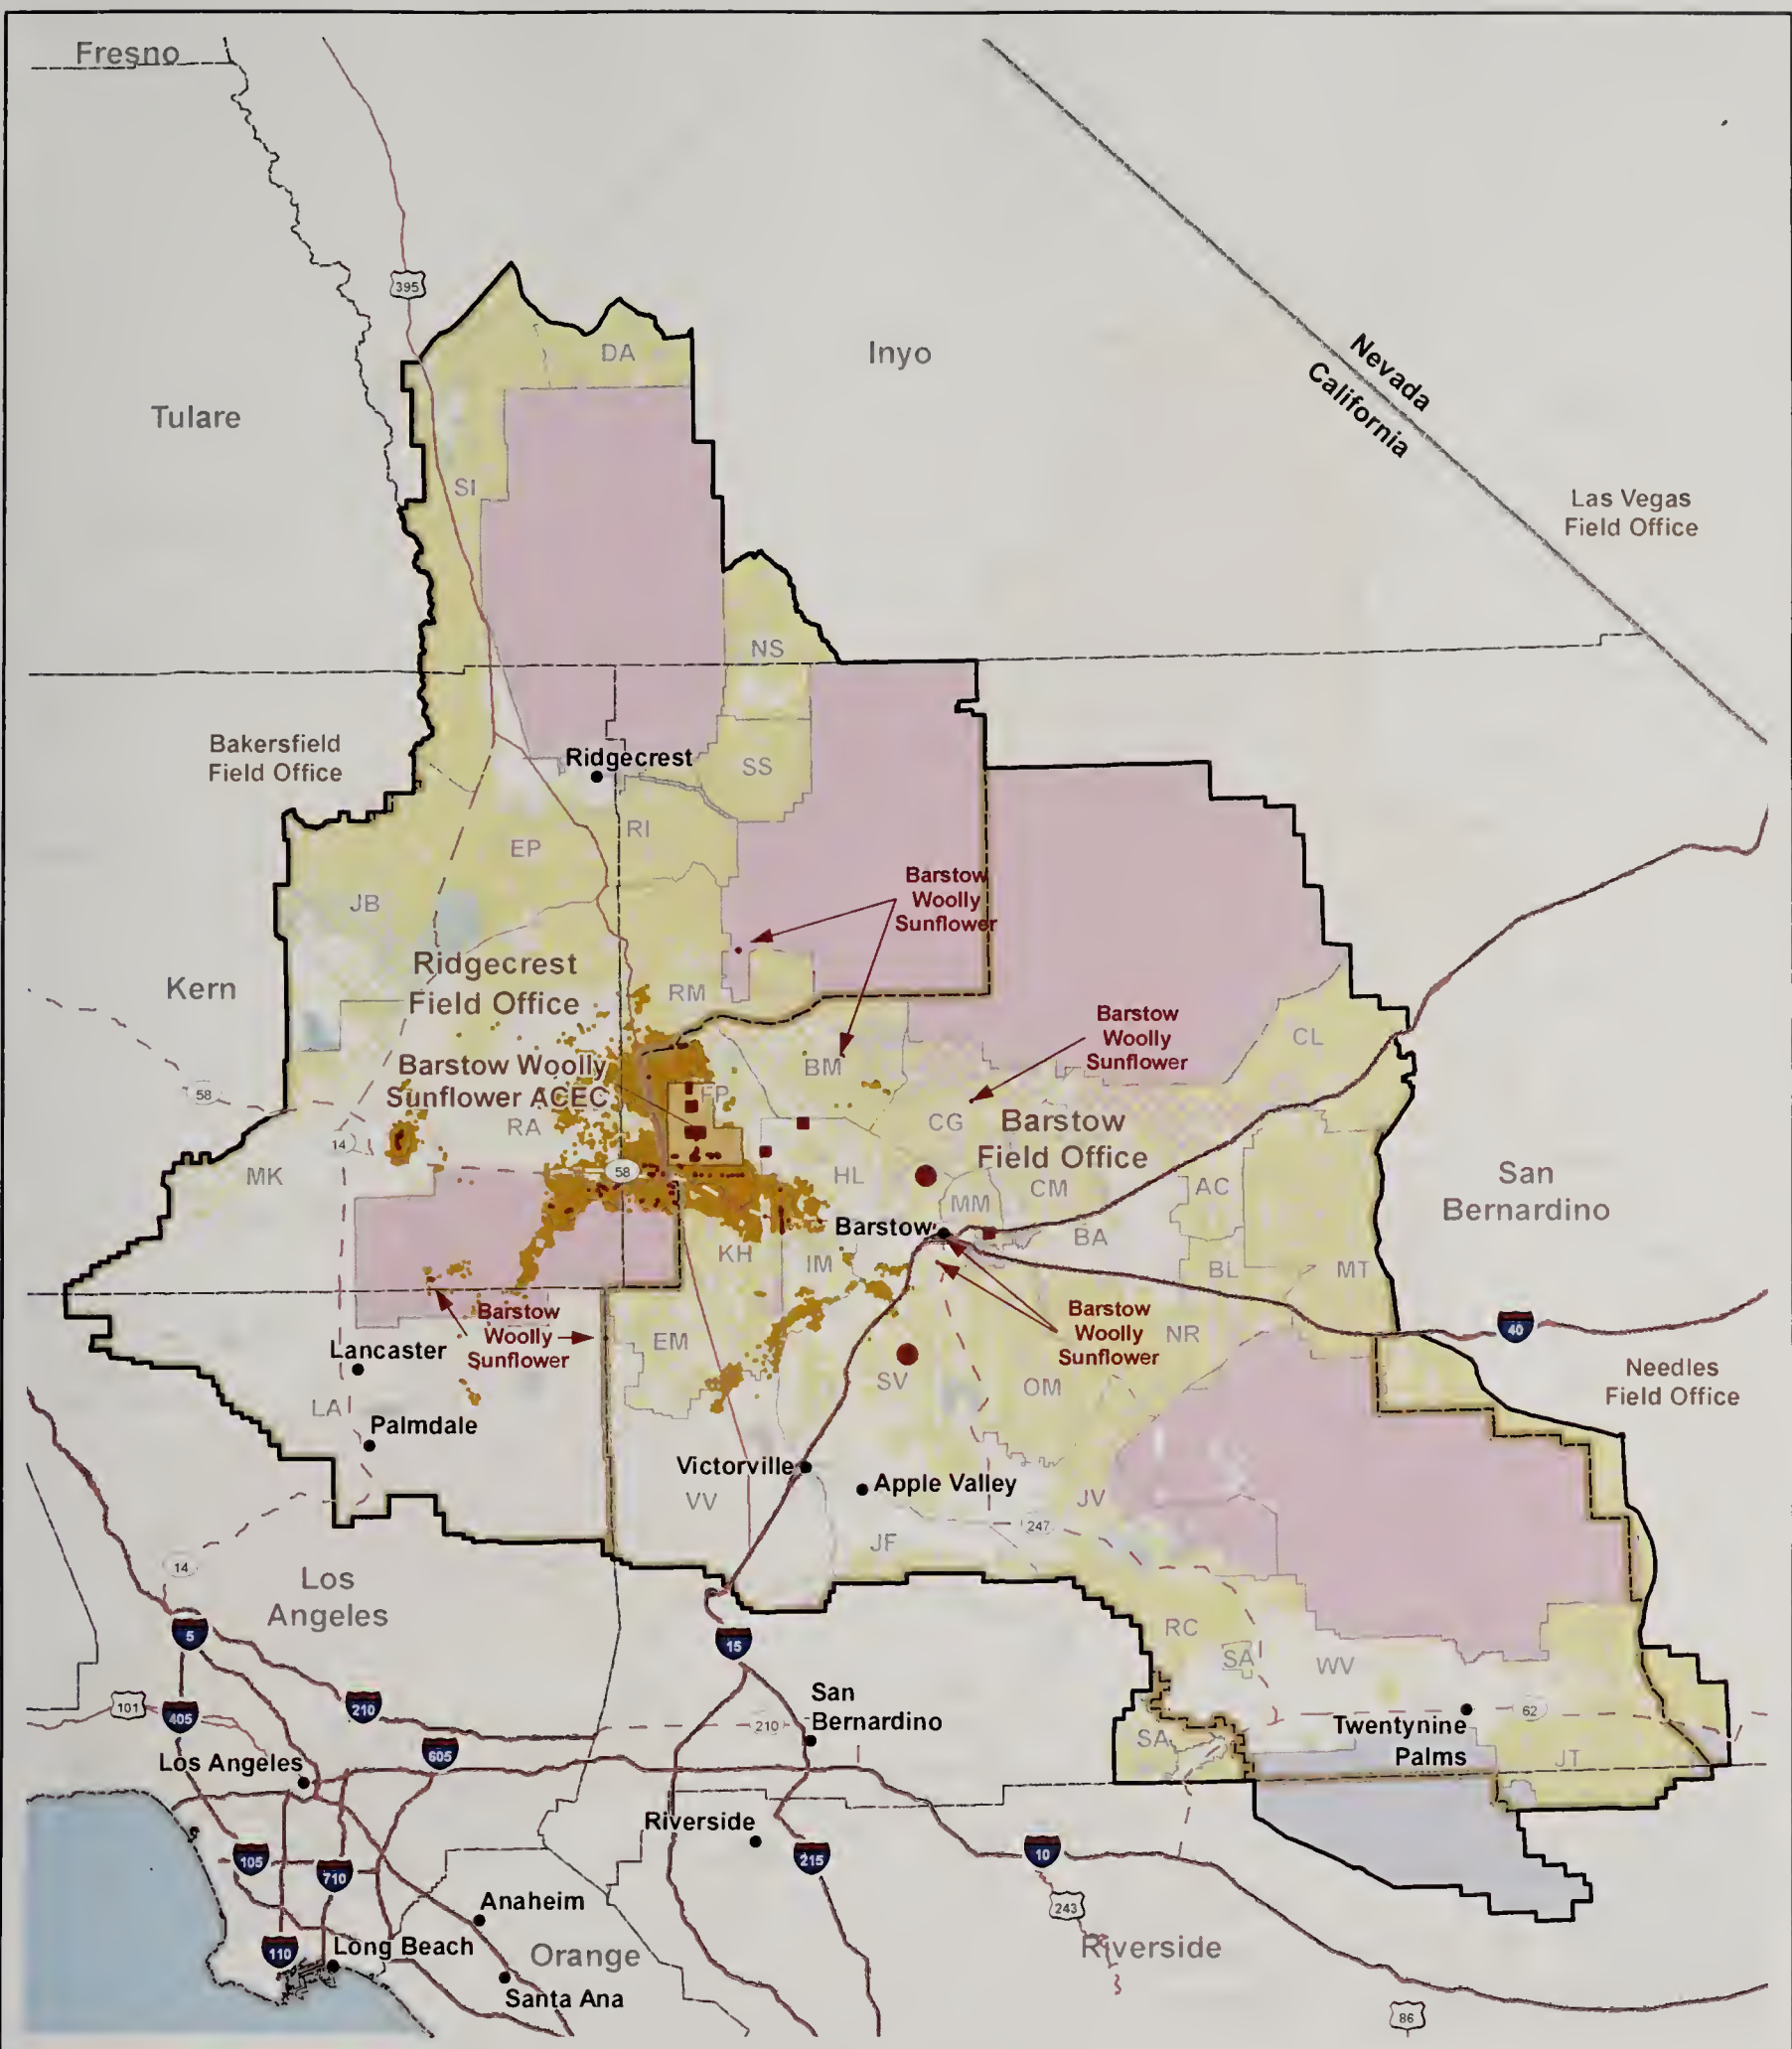 Fresno
395
DA
Inyo
Nevada
California
Tulare
SI
Las Vegas
Field Office
NS
Bakersfield
Field Office
Ridgecrest
SS
RI
EP
JB
Barstow
Woolly
Sunflower
Ridgecrest
Field Office
Kern
RM
Barstow
Woolly
Sunflower
CL
Barstow Woolly
Sunflower ACEC
BM
58
FP
RA
14
CG
Barstow
Field Office
MK
58
HL
MM
CM
AC
San
Bernardino
Barstow
BA
KH
IM
BL
MT
Barstow
Woolly
Sunflower
Barstow
Woolly
Sunflower
EM
NR
40
Lancaster
SV
OM
Needles
Field Office
LA
Palmdale
Victorville
Apple Valley
VV
JV
247
JF
14
Los
Angeles
5
15
RC
SA
WV
101
405
210
San
Bernardino
210
62
Twentynine
Palms
SA
JT
605
Los Angeles
Riverside
105
710
215
10
Anaheim
243
110
Long Beach
Orange
Riverside
Santa Ana
86